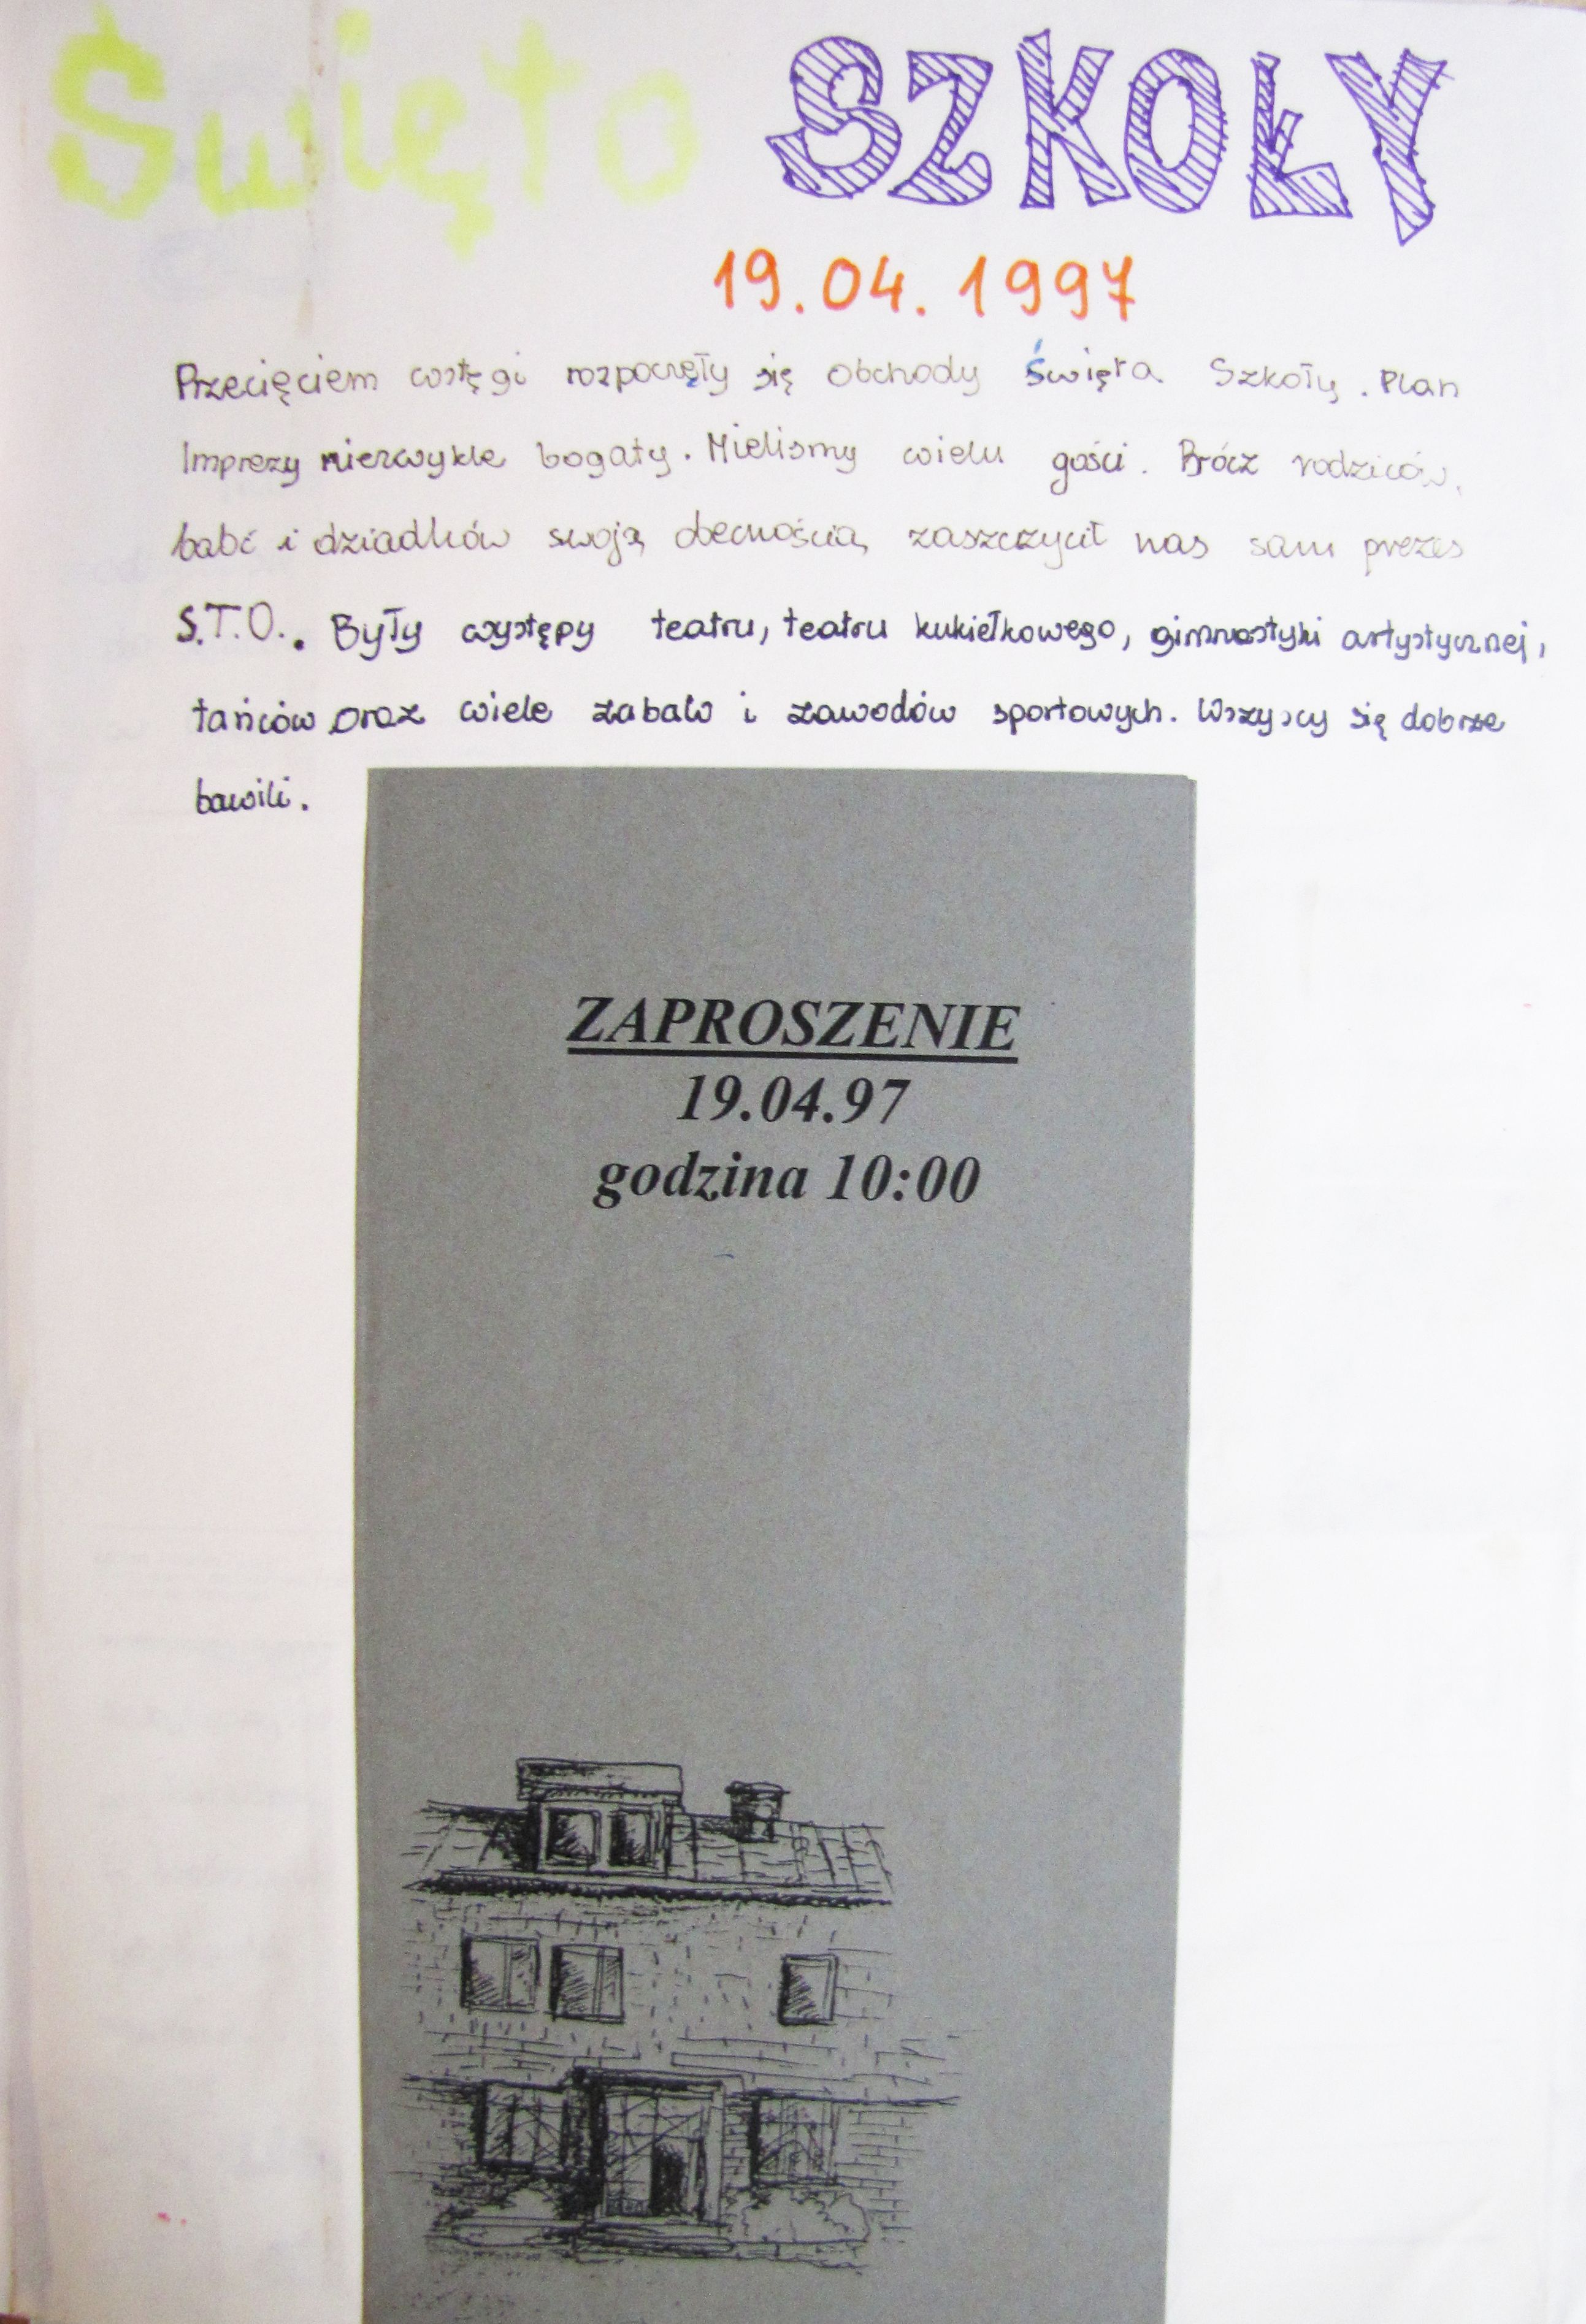 Święto SZKOŁY
19.04.1997
Przecięciem wstęgi rozpoczęły się obchody Święta Szkoły. Plan
Imprezy niezwykle bogaty. Mieliśmy wielu gości. Prócz rodziców,
babć i dziadków swoją obecnością zaszczycił nas sam prezes
S.T.O.. Były występy teatru, teatru kukiełkowego, gimnastyki artystycznej,
tańców oraz wiele zabaw i zawodów sportowych. Wszyscy się dobrze
bawili.
ZAPROSZENIE
19.04.97
godzina 10:00